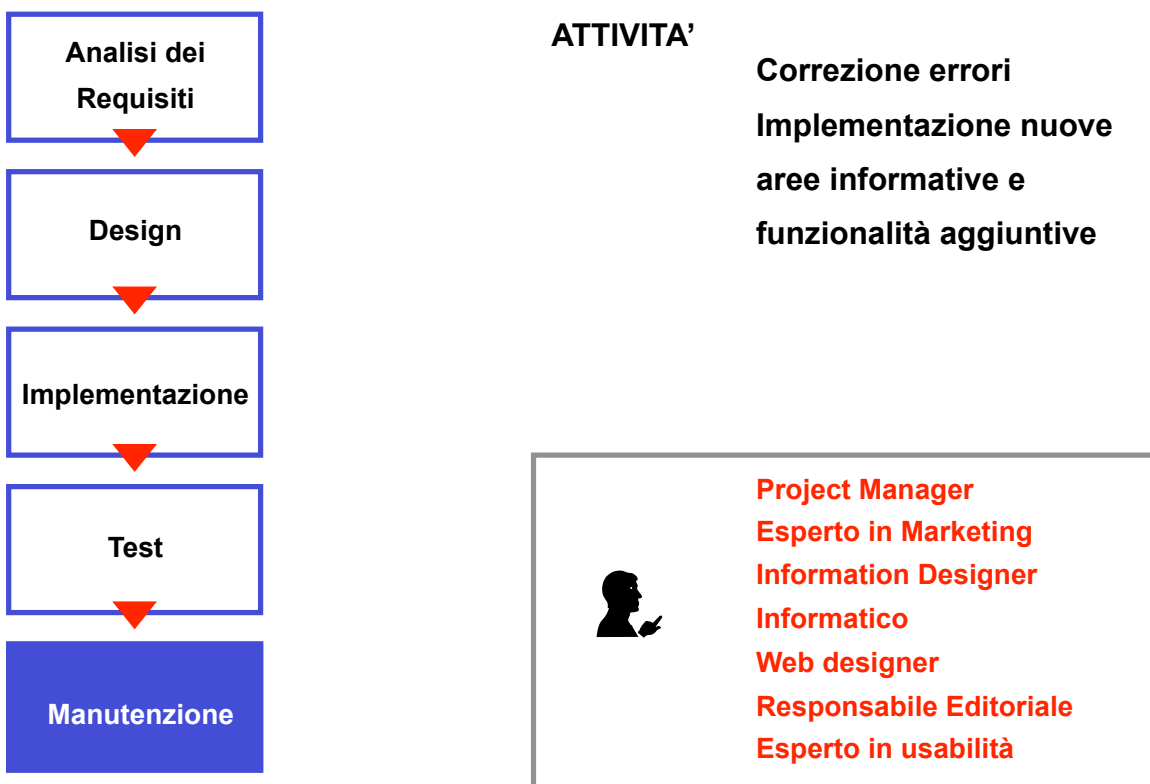 Analisi dei
Requisiti
Design
Implementazione
Test
Manutenzione
ATTIVITA’
Correzione errori
Implementazione nuove
aree informative e
funzionalità aggiuntive
Project Manager
Esperto in Marketing
Information Designer
Informatico
Web designer
Responsabile Editoriale
Esperto in usabilità